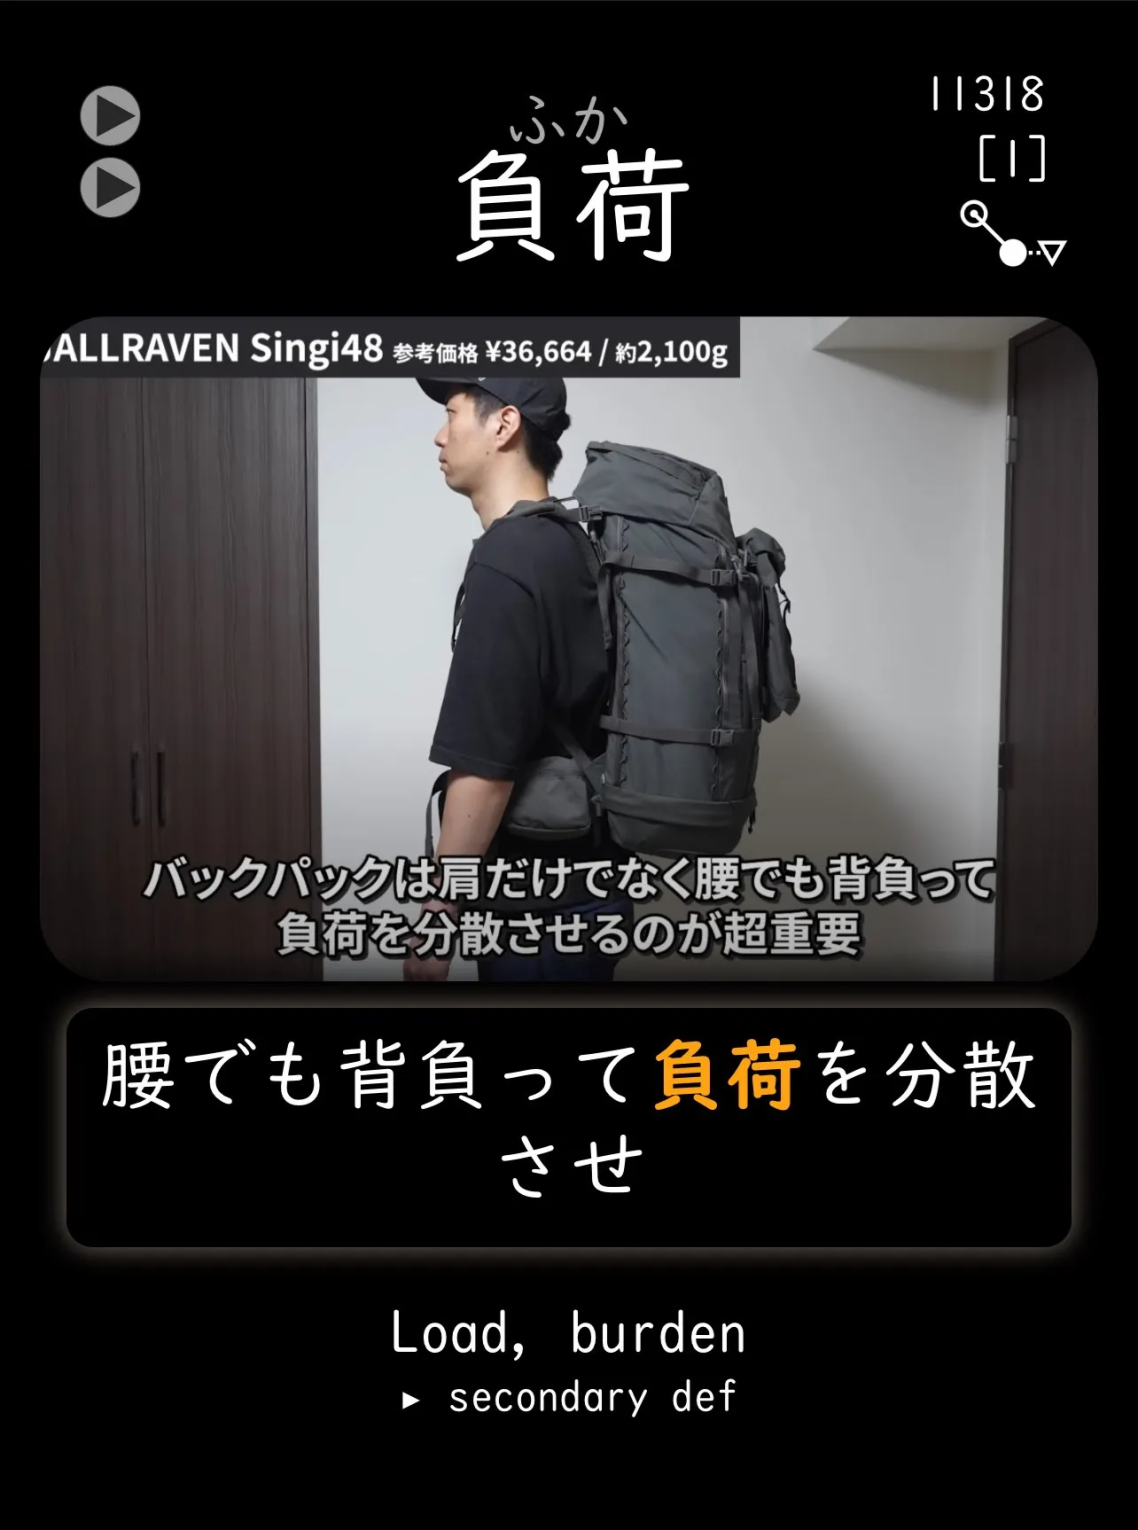 ふか
負荷
11318
[1]
JALLRAVEN Singi48 参考価格 ¥36,664 / 約2,100g
バックパックは肩だけでなく腰でも背負って
負荷を分散させるのが超重要
腰でも背負って負荷を分散
させ
Load, burden
▸ secondary def